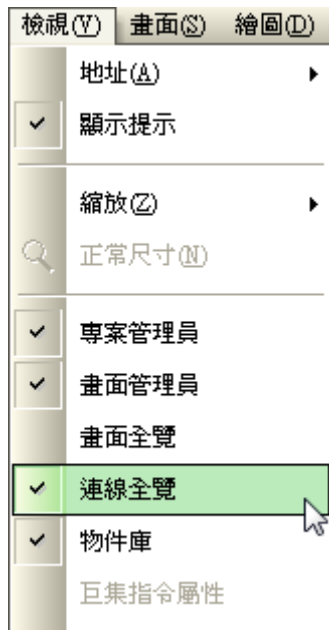 檢視(V) 畫面(S) 繪圖(D)
地址(A)
顯示提示
縮放(Z)
正常尺寸(N)
專案管理員
畫面管理員
畫面全覽
連線全覽
物件庫
巨集指令屬性